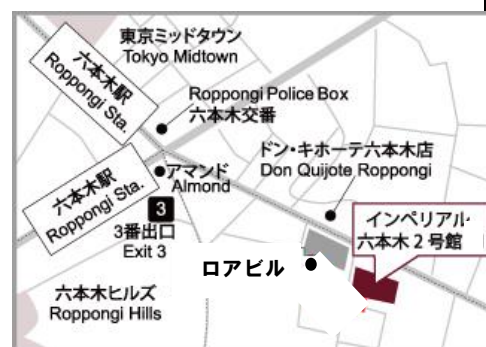 東京ミッドタウン
Tokyo Midtown
六本木駅
Roppongi Sta.
Roppongi Police Box
六本木交番
ドン・キホーテ六本木店
Don Quijote Roppongi
アマンド
Almond
六本木駅
Roppongi Sta.
3
3番出口
Exit 3
インペリアル・
六本木2号館
ロアビル
六本木ヒルズ
Roppongi Hills